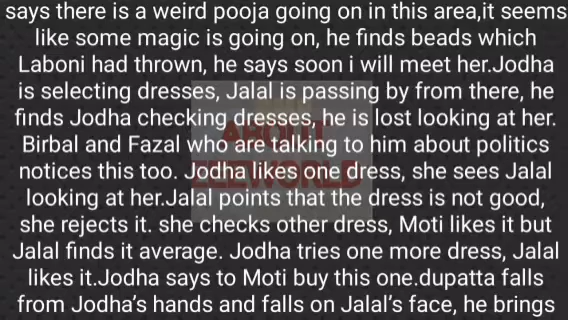 says there is a weird pooja going on in this area,it seems
like some magic is going on, he finds beads which
Laboni had thrown, he says soon i will meet her.Jodha
is selecting dresses, Jalal is passing by from there, he
finds Jodha checking dresses, he is lost looking at her.
Birbal and Fazal who are talking to him about politics
notices this too. Jodha likes one dress, she sees Jalal
looking at her.Jalal points that the dress is not good,
she rejects it. she checks other dress, Moti likes it but
Jalal finds it average. Jodha tries one more dress, Jalal
likes it.Jodha says to Moti buy this one.dupatta falls
from Jodha's hands and falls on Jalal's face, he brings
ABOUT